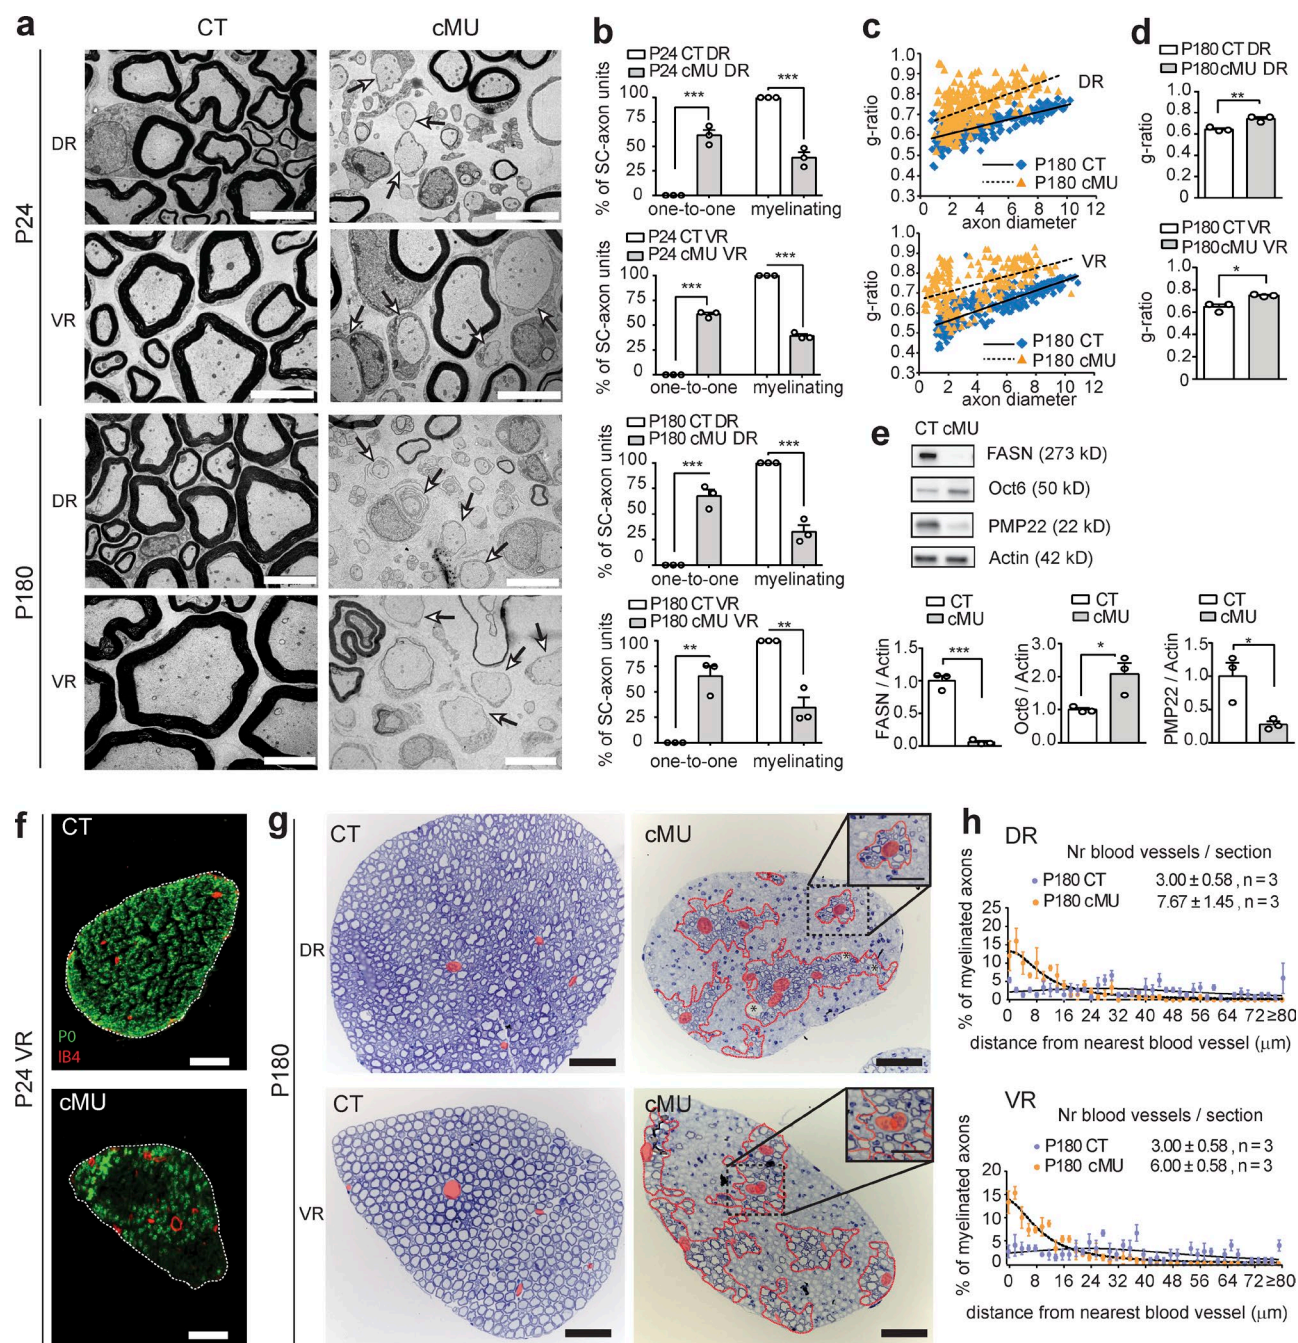 a
CT
cMU
P24
DR
VR
P180
DR
VR
b
P24 CT DR
P24 cMU DR
% of SC-axon units
100
75
50
25
0
***
***
one-to-one
myelinating
P24 CT VR
P24 cMU VR
% of SC-axon units
100
75
50
25
0
***
***
one-to-one
myelinating
P180 CT DR
P180 cMU DR
% of SC-axon units
100
75
50
25
0
***
***
one-to-one
myelinating
P180 CT VR
P180 cMU VR
% of SC-axon units
100
75
50
25
0
**
**
one-to-one
myelinating
c
g-ratio
1.0
0.9
0.8
0.7
0.6
0.5
0.4
0.3
DR
P180 CT
P180 cMU
0 2 4 6 8 10 12
axon diameter
g-ratio
1.0
0.9
0.8
0.7
0.6
0.5
0.4
0.3
VR
P180 CT
P180 cMU
0 2 4 6 8 10 12
axon diameter
d
P180 CT DR
P180cMU DR
g-ratio
1.0
0.8
0.6
0.4
0.2
0
**
P180 CT VR
P180cMU VR
g-ratio
1.0
0.8
0.6
0.4
0.2
0
*
e
CT cMU
FASN (273 kD)
Oct6 (50 kD)
PMP22 (22 kD)
Actin (42 kD)
CT
cMU
FASN / Actin
1.5
1.0
0.5
0.0
***
CT
cMU
Oct6 / Actin
3.0
2.0
1.0
0.0
*
CT
cMU
PMP22 / Actin
1.5
1.0
0.5
0
*
f
P24 VR
CT
P0
IB4
cMU
g
P180
DR
CT
cMU
*
*
*
VR
CT
cMU
h
DR
Nr blood vessels / section
P180 CT 3.00 ± 0.58 , n = 3
P180 cMU 7.67 ± 1.45 , n = 3
% of myelinated axons
25
20
15
10
5
0
0 8 16 28 36 48 56 64 72 ≥80
distance from nearest blood vessel (μm)
VR
Nr blood vessels / section
P180 CT 3.00 ± 0.58 , n = 3
P180 cMU 6.00 ± 0.58 , n = 3
% of myelinated axons
20
15
10
5
0
0 8 16 24 32 40 48 56 64 72 ≥80
distance from nearest blood vessel (μm)